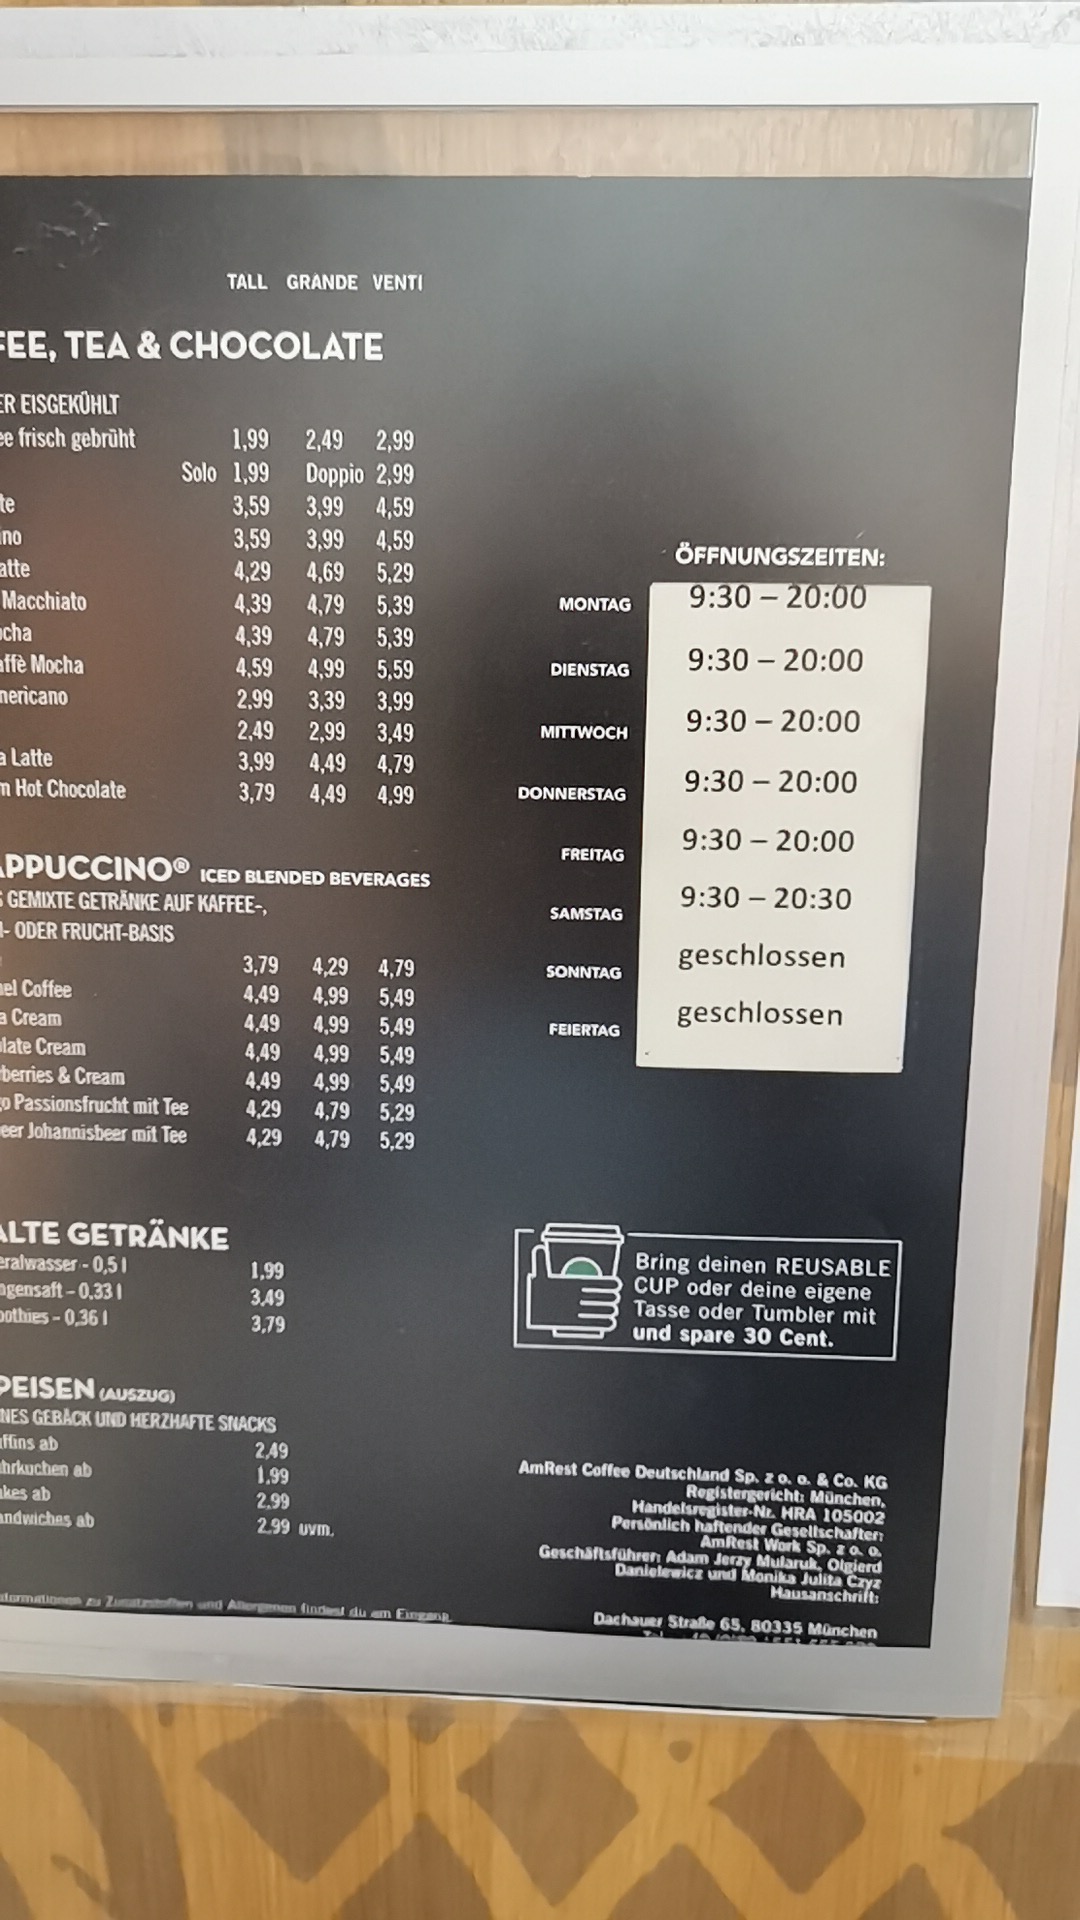 TALL GRANDE VENTI
FEE, TEA & CHOCOLATE
ER EISGEKÜHLT
ee frisch gebrüht 1,99 2,49 2,99
Solo 1,99 Doppio 2,99
te 3,59 3,99 4,59
ino 3,59 3,99 4,59
atte 4,29 4,69 5,29
Macchiato 4,39 4,79 5,39
ocha 4,39 4,79 5,39
affè Mocha 4,59 4,99 5,59
mericano 2,99 3,39 3,99
2,49 2,99 3,49
a Latte 3,99 4,49 4,79
m Hot Chocolate 3,79 4,49 4,99
APPUCCINO® ICED BLENDED BEVERAGES
S GEMIXTE GETRÄNKE AUF KAFFEE-,
- ODER FRUCHT-BASIS
3,79 4,29 4,79
nel Coffee 4,49 4,99 5,49
a Cream 4,49 4,99 5,49
late Cream 4,49 4,99 5,49
berries & Cream 4,49 4,99 5,49
go Passionsfrucht mit Tee 4,29 4,79 5,29
eer Johannisbeer mit Tee 4,29 4,79 5,29
ALTE GETRÄNKE
eralwasser - 0,5 l 1,99
ngensaft – 0,33 l 3,49
oothies – 0,36 l 3,79
PEISEN (AUSZUG)
NES GEBÄCK UND HERZHAFTE SNACKS
ffins ab 2,49
hrkuchen ab 1,99
akes ab 2,99
andwiches ab 2,99 uvm.
nformationen zu Zusatzstoffen und Allergenen findest du am Eingang.
ÖFFNUNGSZEITEN:
MONTAG 9:30 – 20:00
DIENSTAG 9:30 – 20:00
MITTWOCH 9:30 – 20:00
DONNERSTAG 9:30 – 20:00
FREITAG 9:30 – 20:00
SAMSTAG 9:30 – 20:30
SONNTAG geschlossen
FEIERTAG geschlossen
Bring deinen REUSABLE
CUP oder deine eigene
Tasse oder Tumbler mit
und spare 30 Cent.
AmRest Coffee Deutschland Sp. z o. o. & Co. KG
Registergericht: München,
Handelsregister-Nr. HRA 105002
Persönlich haftender Gesellschafter:
AmRest Work Sp. z o. o.
Geschäftsführer: Adam Jerzy Mularuk, Olgierd
Danielewicz und Monika Julita Czyz
Hausanschrift:
Dachauer Straße 65, 80335 München